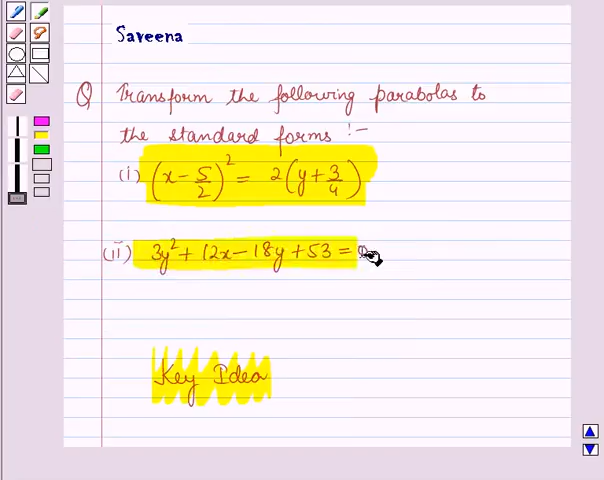 Saveena
Q Transform the following parabolas to
the standard forms :-
(i) (x - 5/2)² = 2(y + 3/4)
(ii) 3y² + 12x - 18y + 53 = 0
Key Idea